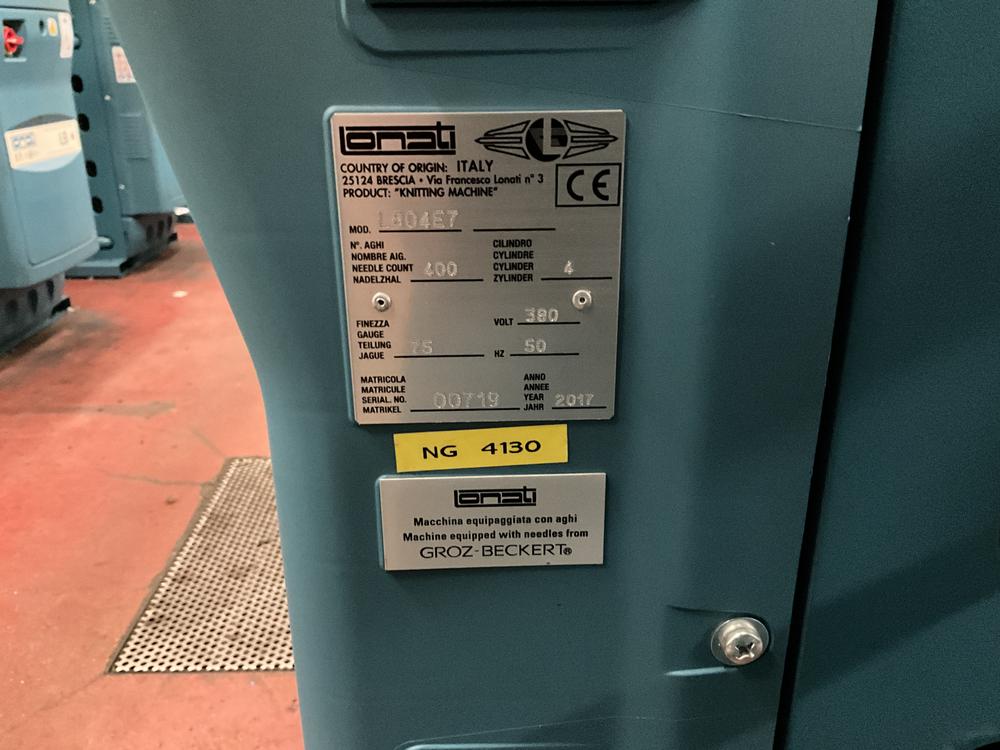 Lonati
L
COUNTRY OF ORIGIN: ITALY
25124 BRESCIA • Via Francesco Lonati n° 3
PRODUCT: "KNITTING MACHINE"
CE
MOD. LB04E7
N°. AGHI
NOMBRE AIG.
NEEDLE COUNT 400
NADELZHAL
CILINDRO
CYLINDRE
CYLINDER 4
ZYLINDER
FINEZZA
GAUGE
TEILUNG 75
JAGUE
VOLT 380
HZ 50
MATRICOLA
MATRICULE
SERIAL. NO. 00719
MATRIKEL
ANNO
ANNEE
YEAR 2017
JAHR
NG 4130
Lonati
Macchina equipaggiata con aghi
Machine equipped with needles from
GROZ-BECKERT®